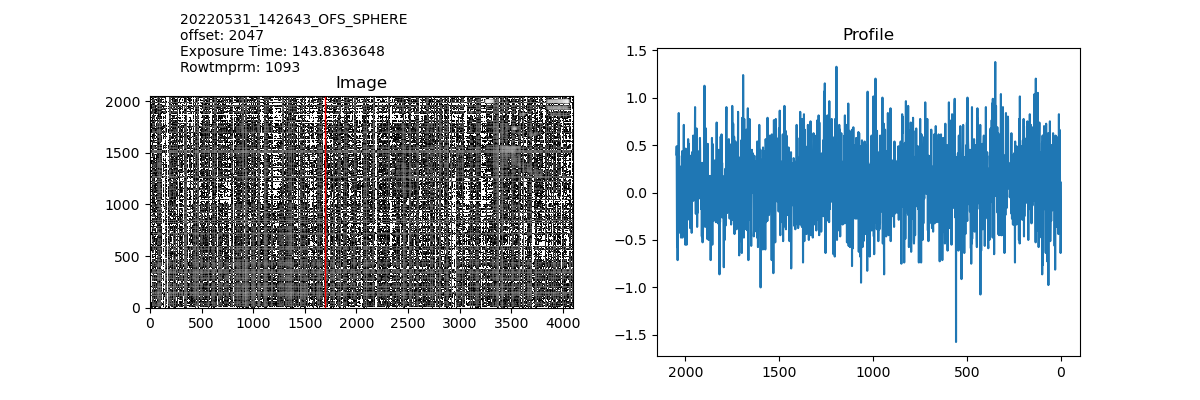 20220531_142643_OFS_SPHERE
offset: 2047
Exposure Time: 143.8363648
Rowtmprm: 1093
Image
2000
1500
1000
500
0
0 500 1000 1500 2000 2500 3000 3500 4000
Profile
1.5
1.0
0.5
0.0
−0.5
−1.0
−1.5
2000 1500 1000 500 0